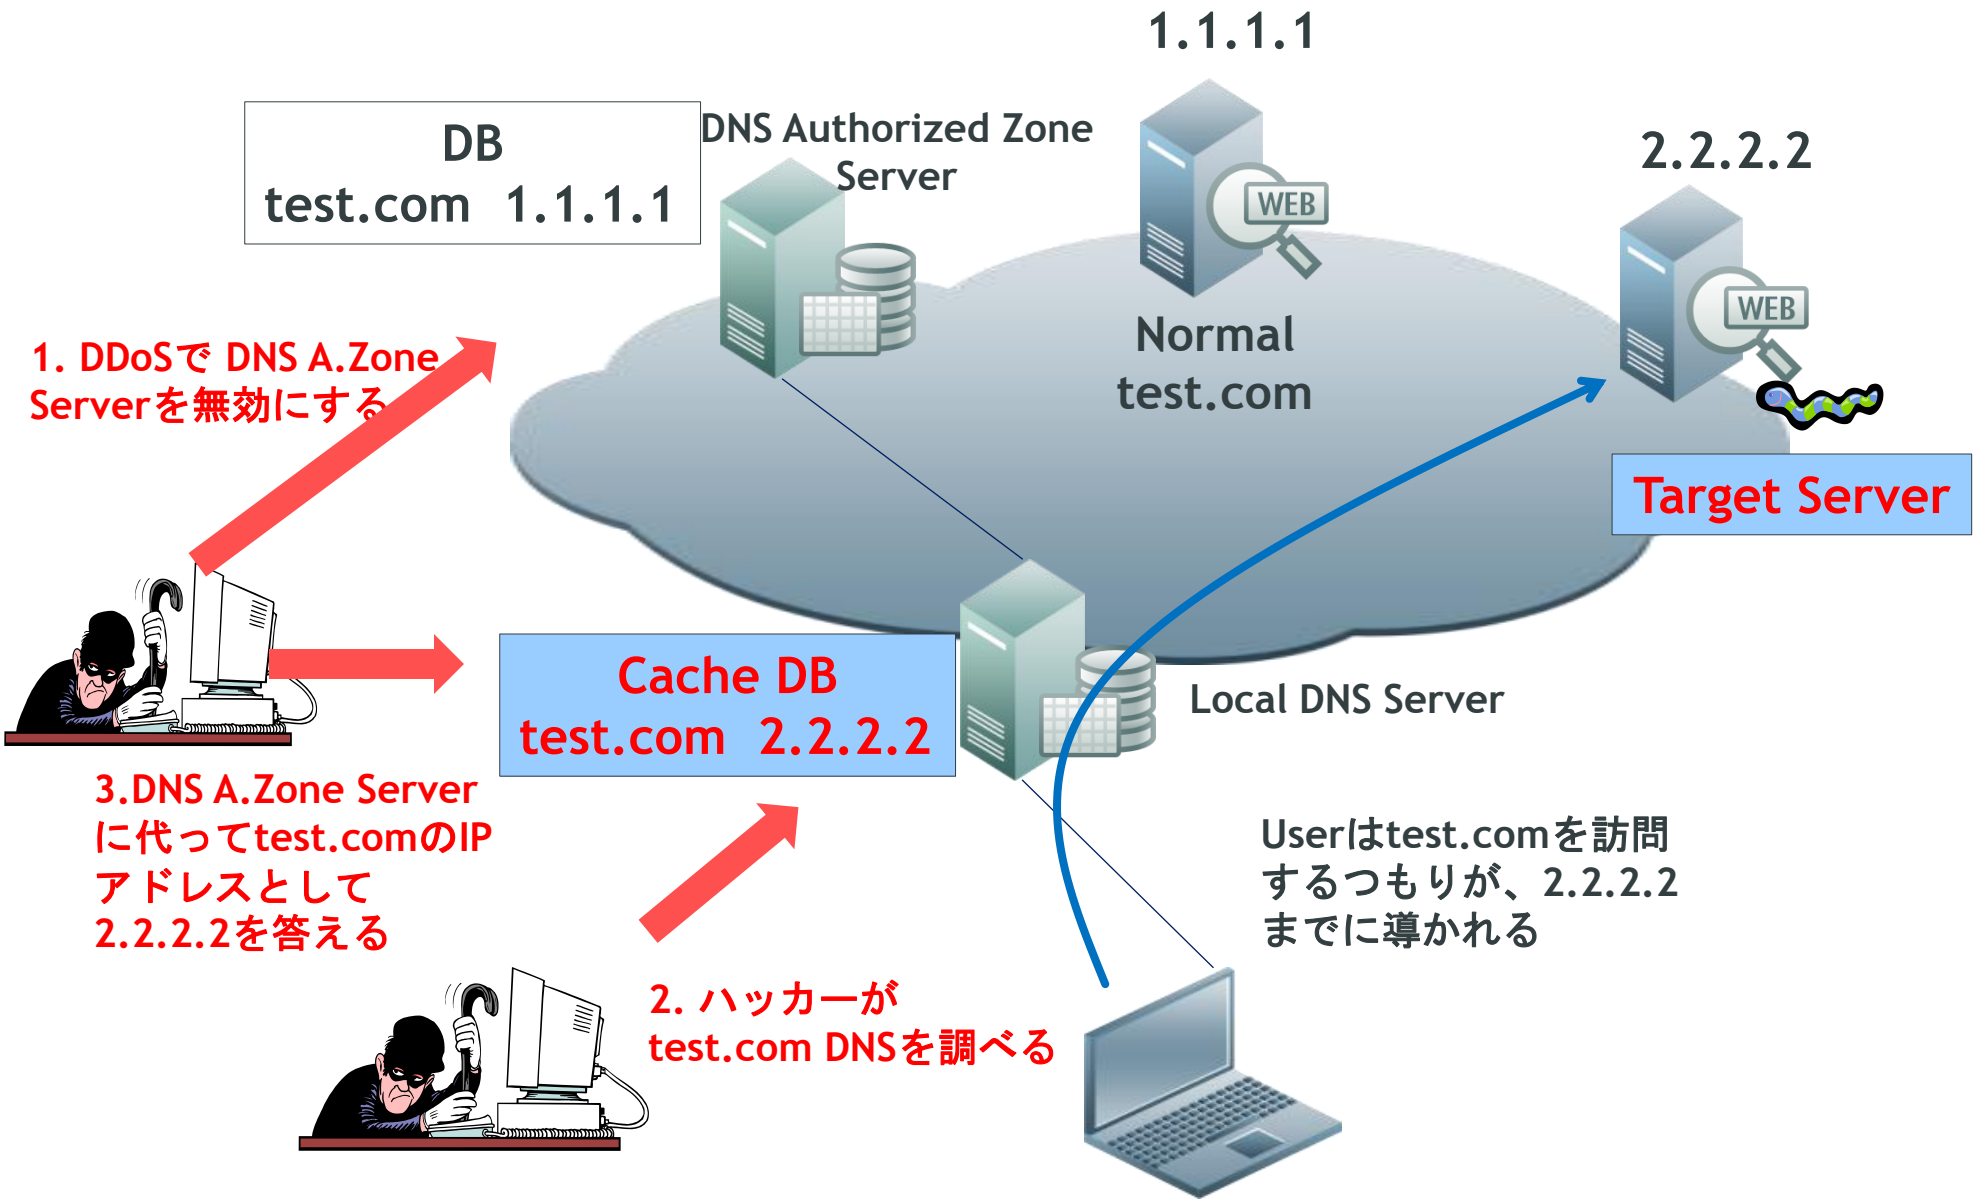 1.1.1.1
DB
test.com 1.1.1.1
DNS Authorized Zone
Server
WEB
Normal
test.com
2.2.2.2
WEB
Target Server
1. DDoSで DNS A.Zone
Serverを無効にする
Cache DB
test.com 2.2.2.2
Local DNS Server
3.DNS A.Zone Server
に代ってtest.comのIP
アドレスとして
2.2.2.2を答える
2. ハッカーが
test.com DNSを調べる
Userはtest.comを訪問
するつもりが、2.2.2.2
までに導かれる